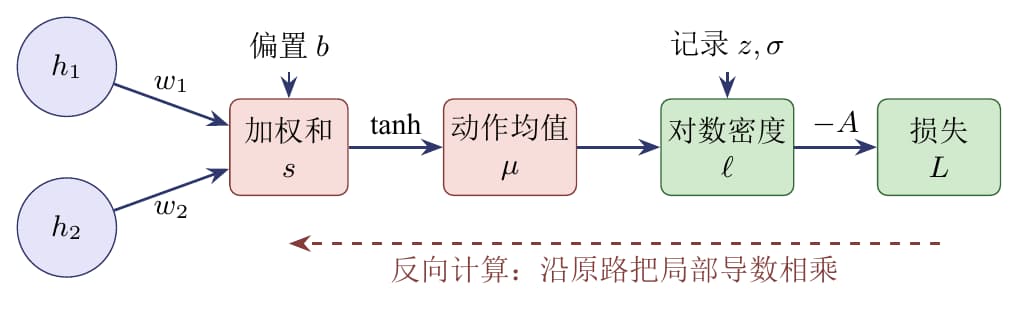 h₁
w₁
偏置 b
记录 z, σ
加权和
s
tanh
动作均值
μ
对数密度
ℓ
−A
损失
L
h₂
w₂
反向计算：沿原路把局部导数相乘